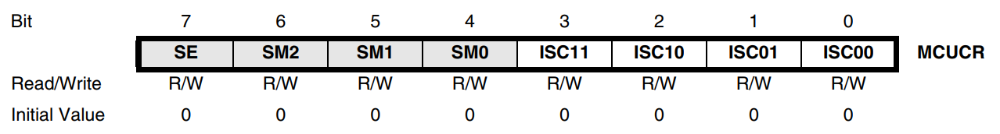 Bit 7 6 5 4 3 2 1 0
SE SM2 SM1 SM0 ISC11 ISC10 ISC01 ISC00 MCUCR
Read/Write R/W R/W R/W R/W R/W R/W R/W R/W
Initial Value 0 0 0 0 0 0 0 0